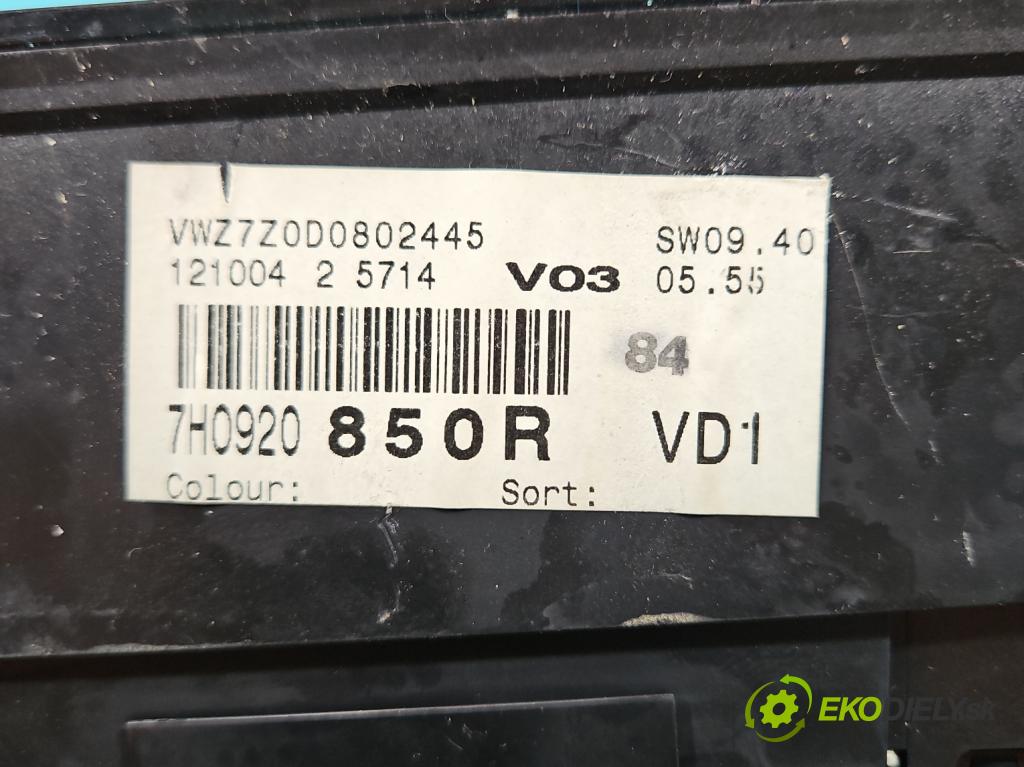 VWZ7Z0D0802445 SW09.40
121004 2 5714 V03 05.55
84
7H0920 850R VD1
Colour: Sort:
EKODIELY.sk